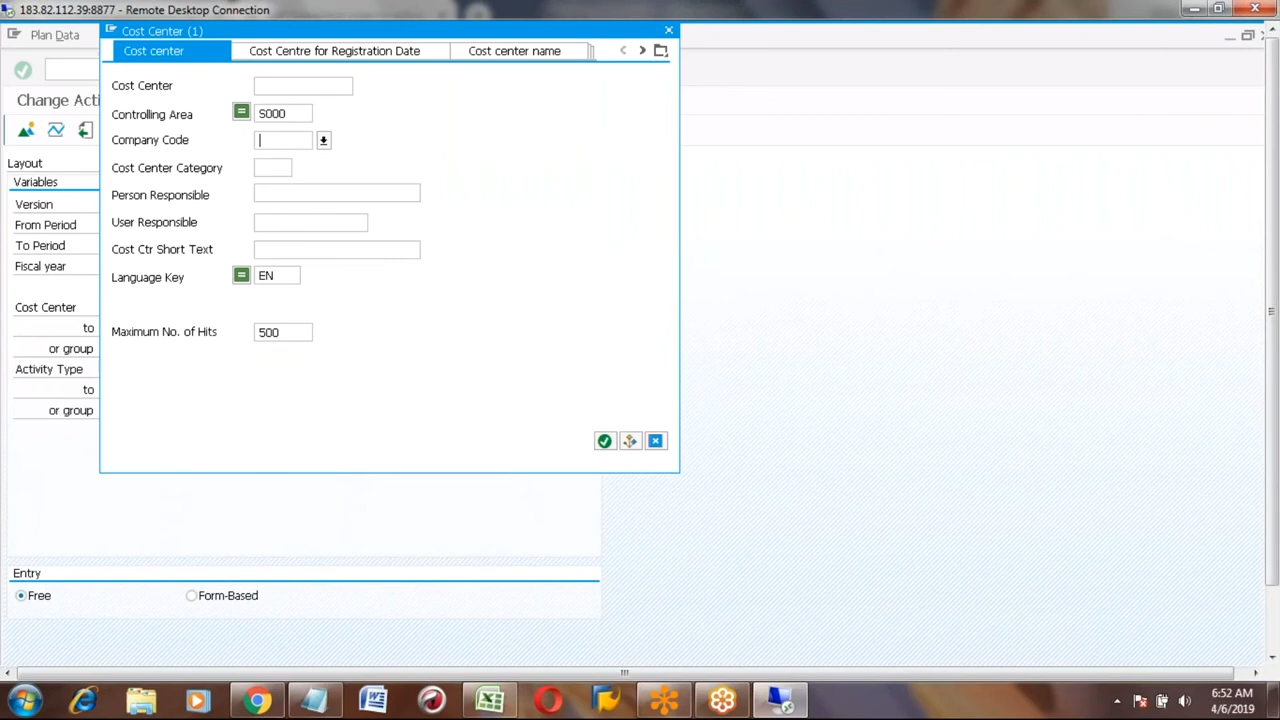 183.82.112.39:8877 - Remote Desktop Connection
Plan Data
Cost Center (1)
Cost center
Cost Centre for Registration Date
Cost center name
Change Acti
Cost Center
Controlling Area
S000
Company Code
Cost Center Category
Person Responsible
User Responsible
Cost Ctr Short Text
Language Key
EN
Maximum No. of Hits
500
Layout
Variables
Version
From Period
To Period
Fiscal year
Cost Center
to
or group
Activity Type
to
or group
Entry
Free
Form-Based
6:52 AM
4/6/2019